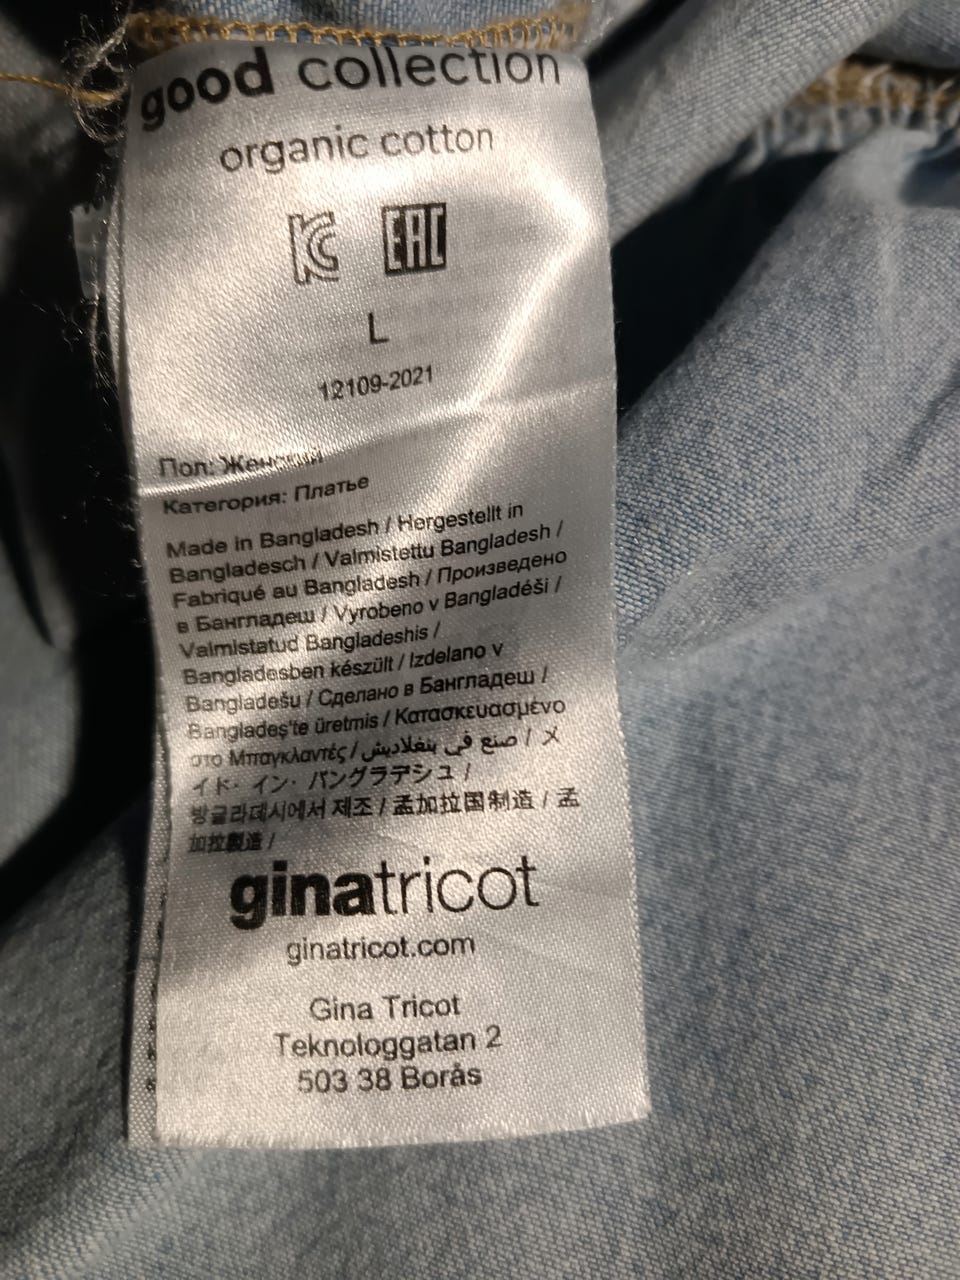 good collection
organic cotton
EAC
L
12109-2021
Пол: Женский
Категория: Платье
Made in Bangladesh / Hergestellt in
Bangladesch / Valmistettu Bangladesh /
Fabriqué au Bangladesh / Произведено
в Бангладеш / Vyrobeno v Bangladéši /
Valmistatud Bangladeshis /
Bangladesben készült / Izdelano v
Bangladešu / Сделано в Бангладеш /
Bangladeş'te üretmis / Κατασκευασμένο
στο Μπαγκλαντές / صنع في بنغلاديش / メ
イド・イン・バングラデシュ /
방글라데시에서 제조 / 孟加拉国制造 / 孟
加拉製造 /
ginatricot
ginatricot.com
Gina Tricot
Teknologgatan 2
503 38 Borås